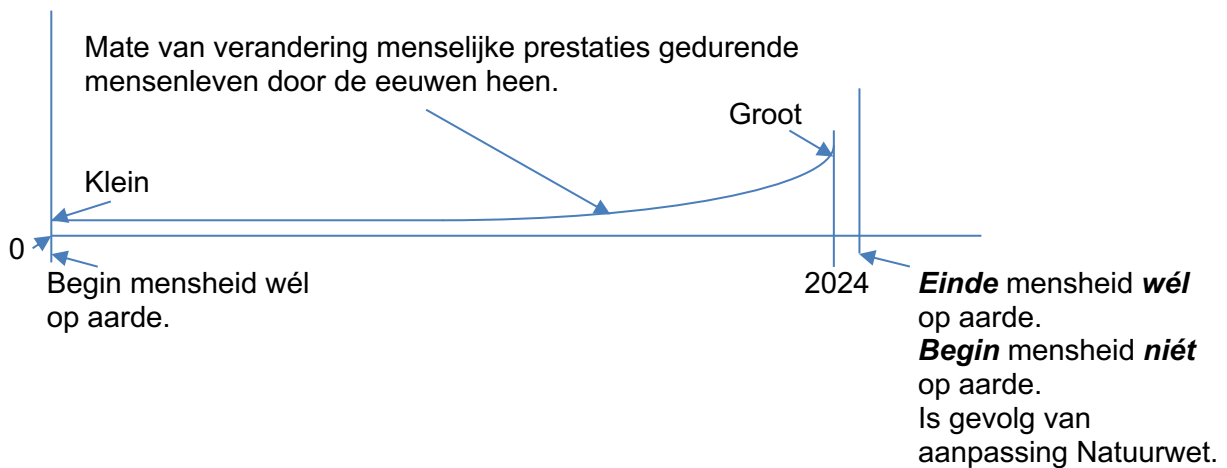 Mate van verandering menselijke prestaties gedurende
mensenleven door de eeuwen heen.
Groot
Klein
0
Begin mensheid wél
op aarde.
2024
Einde mensheid wél
op aarde.
Begin mensheid niét
op aarde.
Is gevolg van
aanpassing Natuurwet.